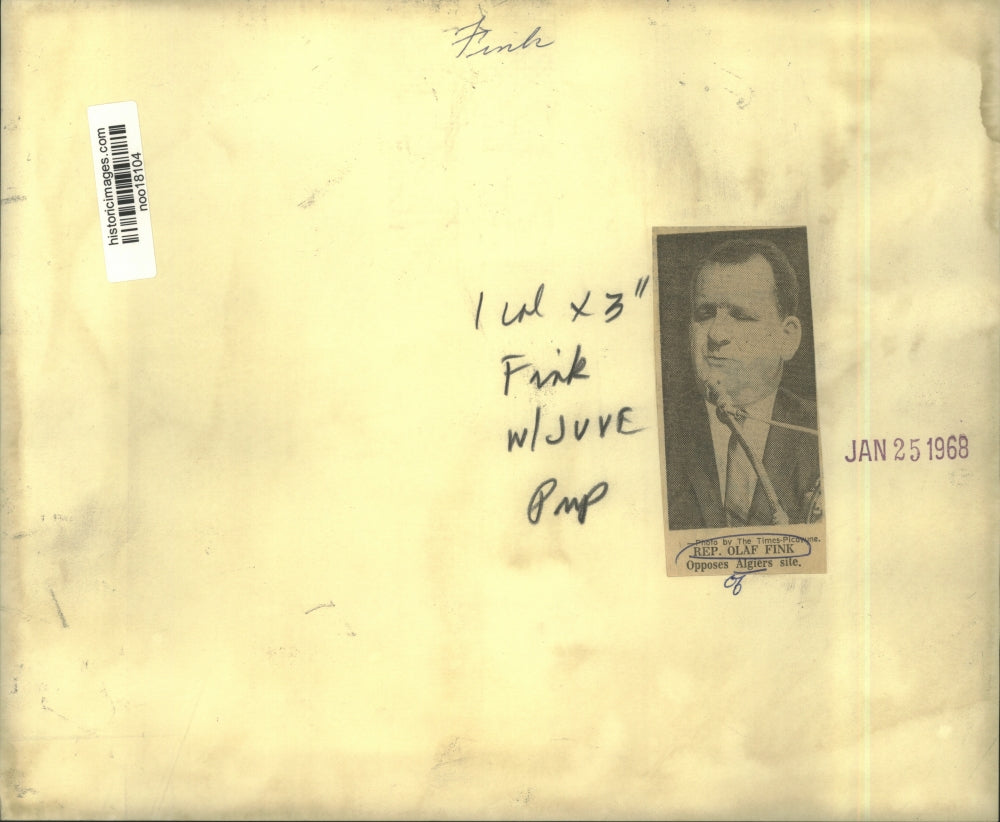 Fink
historicimages.com
noo18104
1 col x 3"
Fink
w/JUVE
Pmp
JAN 25 1968
—Photo by The Times-Picayune.
REP. OLAF FINK
Opposes Algiers site.